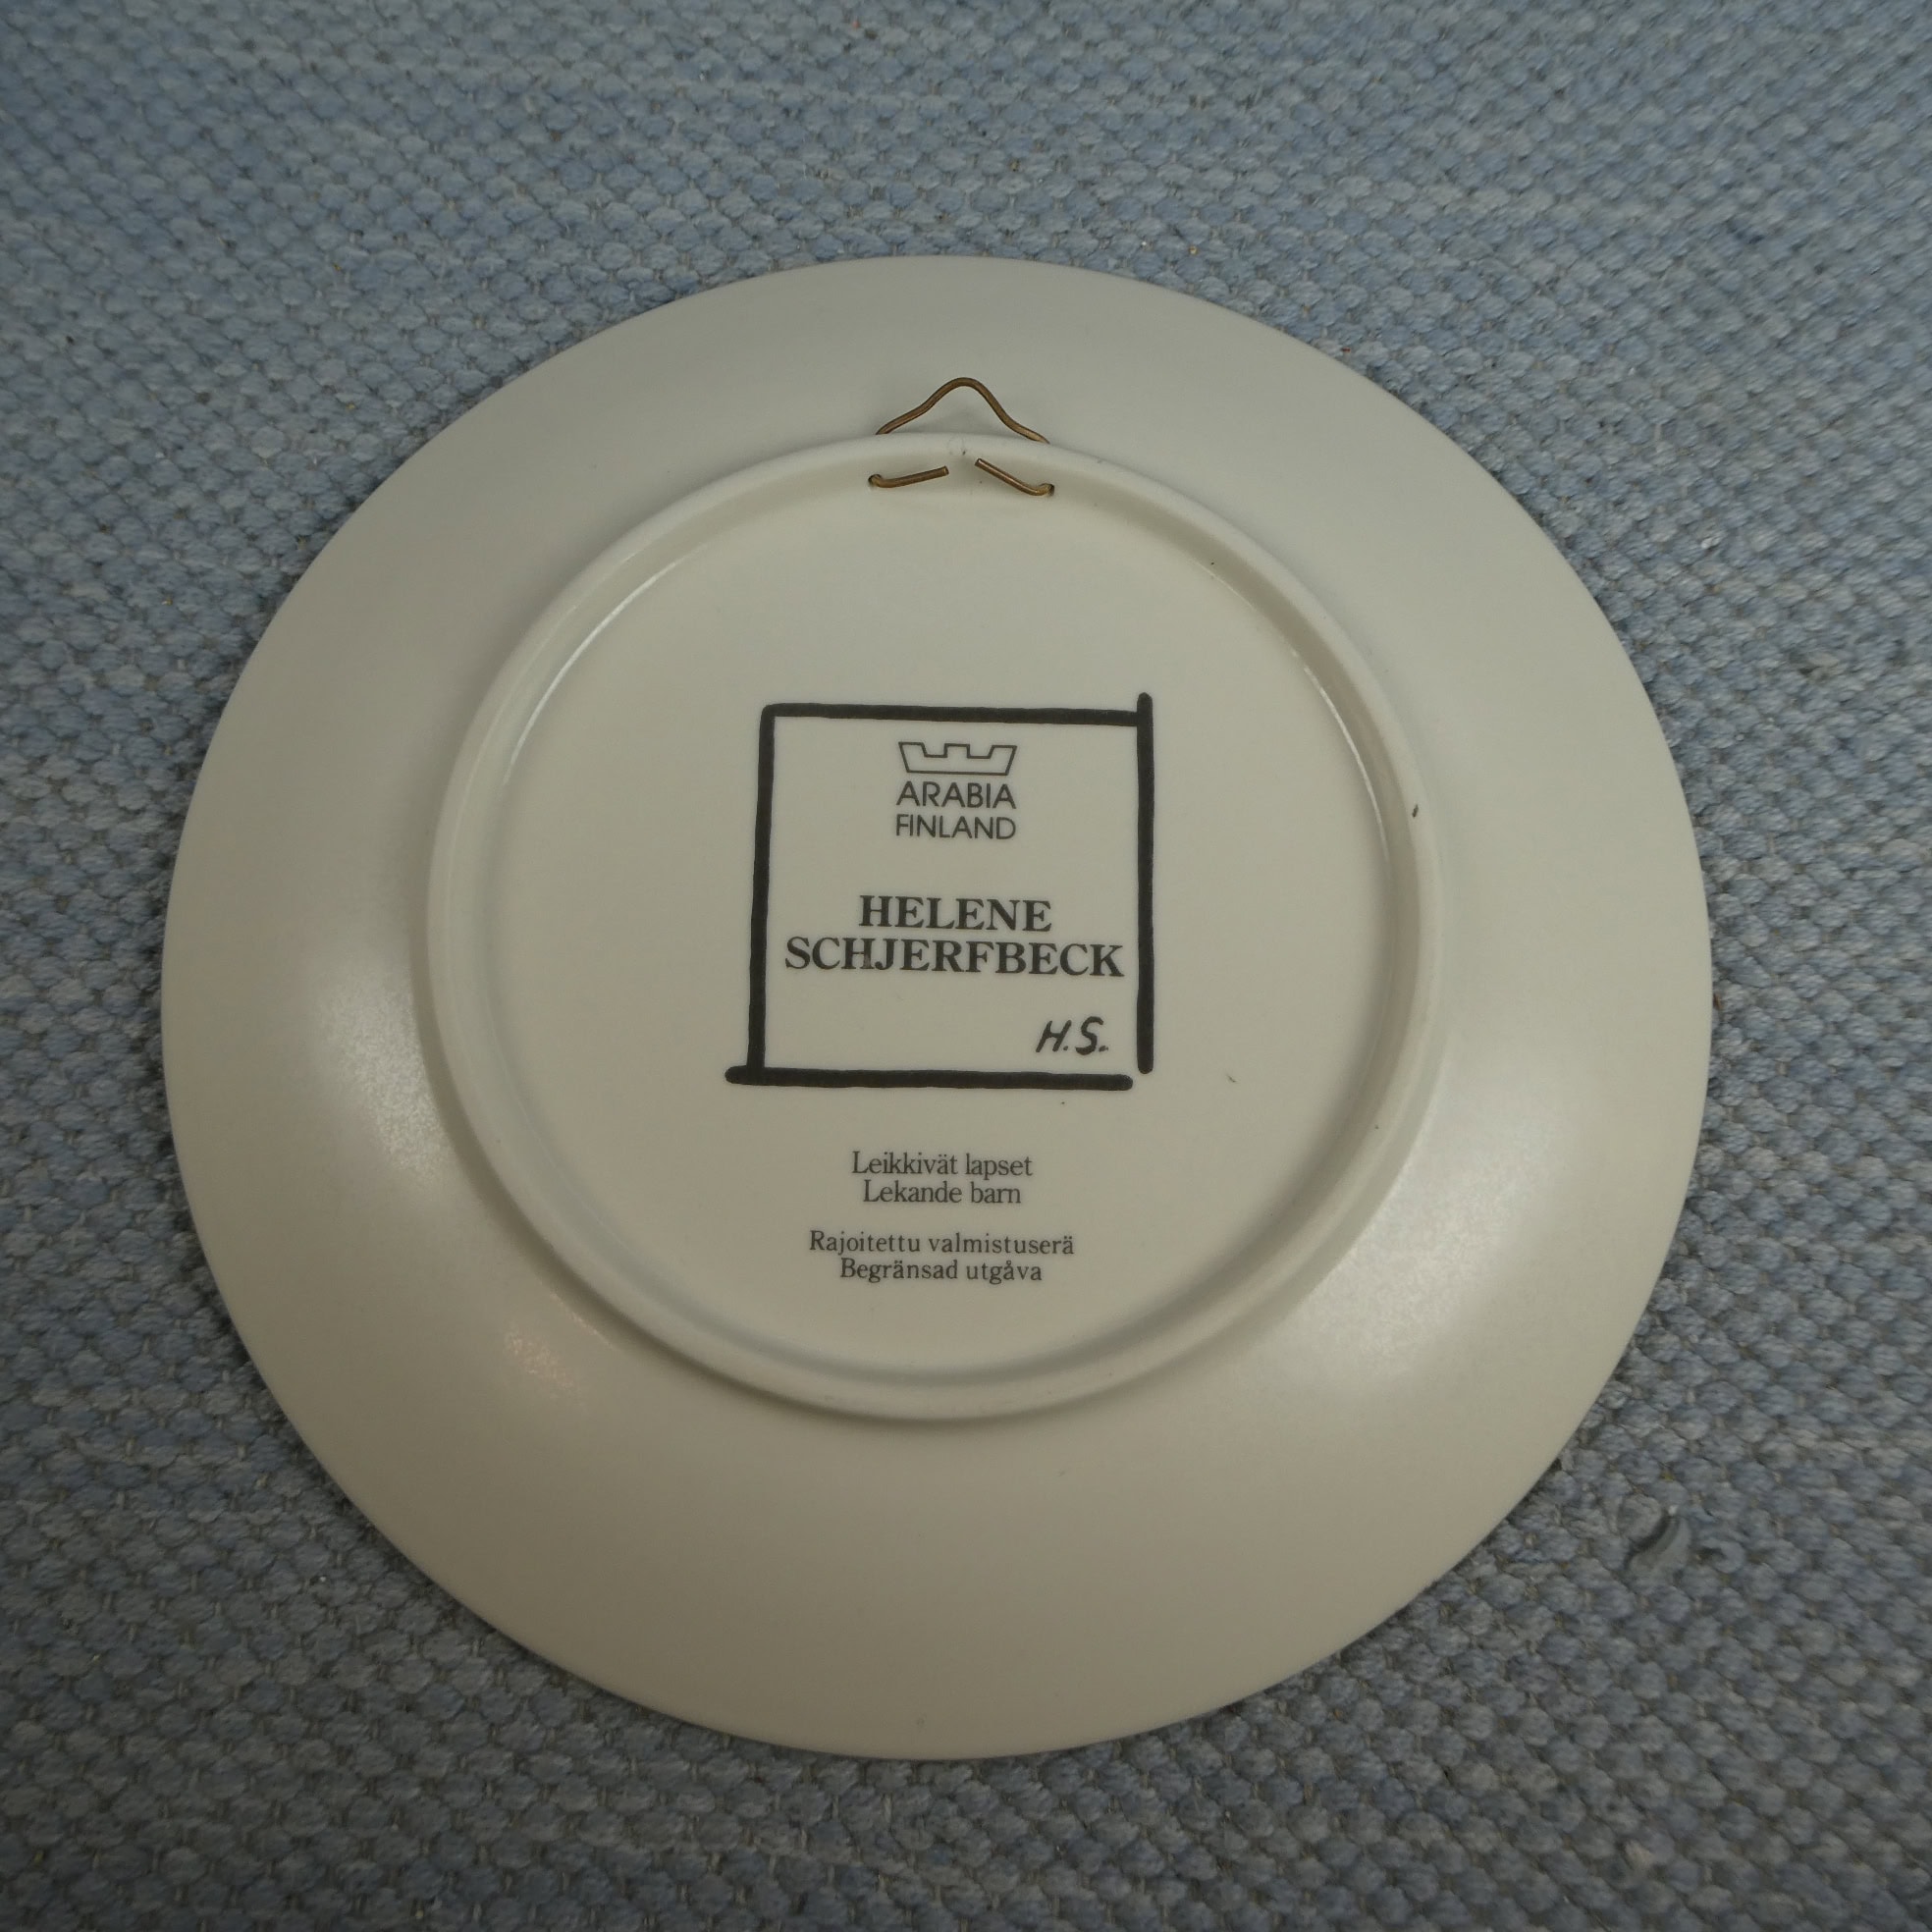 ARABIA
FINLAND
HELENE
SCHJERFBECK
H.S.
Leikkivät lapset
Lekande barn
Rajoitettu valmistuserä
Begränsad utgåva